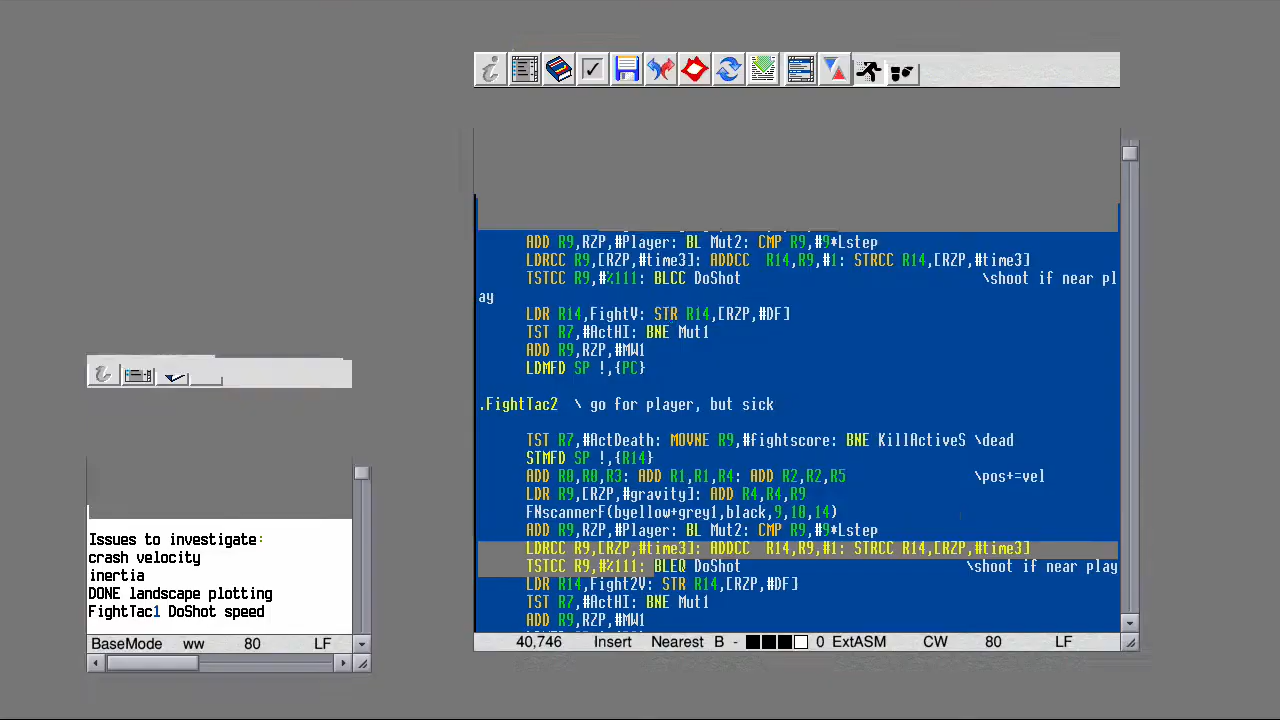 ADD R9,RZP,#Player: BL Mut2: CMP R9,#9*Lstep
LDRCC R9,[RZP,#time3]: ADDCC  R14,R9,#1: STRCC R14,[RZP,#time3]
TSTCC R9,#%111: BLCC DoShot \shoot if near pl
ay
LDR R14,FightV: STR R14,[RZP,#DF]
TST R7,#ActHI: BNE Mut1
ADD R9,RZP,#MW1
LDMFD SP !,{PC}
.FightTac2  \ go for player, but sick
TST R7,#ActDeath: MOVNE R9,#fightscore: BNE KillActiveS \dead
STMFD SP !,{R14}
ADD R0,R0,R3: ADD R1,R1,R4: ADD R2,R2,R5 \pos+=vel
LDR R9,[RZP,#gravity]: ADD R4,R4,R9
FNscannerF(byellow+grey1,black,9,10,14)
ADD R9,RZP,#Player: BL Mut2: CMP R9,#9*Lstep
LDRCC R9,[RZP,#time3]: ADDCC  R14,R9,#1: STRCC R14,[RZP,#time3]
TSTCC R9,#%111: BLEQ DoShot \shoot if near play
LDR R14,Fight2V: STR R14,[RZP,#DF]
TST R7,#ActHI: BNE Mut1
ADD R9,RZP,#MW1
40,746 Insert Nearest B - 0 ExtASM CW 80 LF
Issues to investigate:
crash velocity
inertia
DONE landscape plotting
FightTac1 DoShot speed
BaseMode ww 80 LF